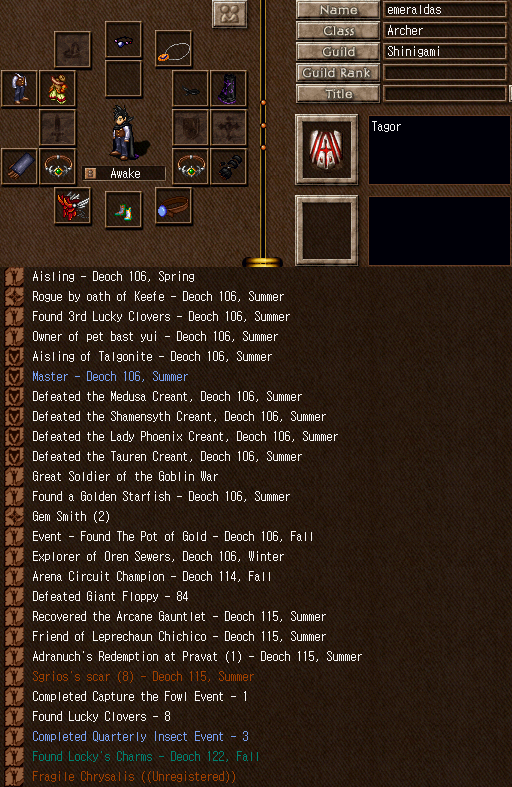 Name
emeraldas
Class
Archer
Guild
Shinigami
Guild Rank
Title
Tagor
Awake
Aisling - Deoch 106, Spring
Rogue by oath of Keefe - Deoch 106, Summer
Found 3rd Lucky Clovers - Deoch 106, Summer
Owner of pet bast yui - Deoch 106, Summer
Aisling of Talgonite - Deoch 106, Summer
Master - Deoch 106, Summer
Defeated the Medusa Creant, Deoch 106, Summer
Defeated the Shamensyth Creant, Deoch 106, Summer
Defeated the Lady Phoenix Creant, Deoch 106, Summer
Defeated the Tauren Creant, Deoch 106, Summer
Great Soldier of the Goblin War
Found a Golden Starfish - Deoch 106, Summer
Gem Smith (2)
Event - Found The Pot of Gold - Deoch 106, Fall
Explorer of Oren Sewers, Deoch 106, Winter
Arena Circuit Champion - Deoch 114, Fall
Defeated Giant Floppy - 84
Recovered the Arcane Gauntlet - Deoch 115, Summer
Friend of Leprechaun Chichico - Deoch 115, Summer
Adranuch's Redemption at Pravat (1) - Deoch 115, Summer
Sgrios's scar (8) - Deoch 115, Summer
Completed Capture the Fowl Event - 1
Found Lucky Clovers - 8
Completed Quarterly Insect Event - 3
Found Locky's Charms - Deoch 122, Fall
Fragile Chrysalis ((Unregistered))